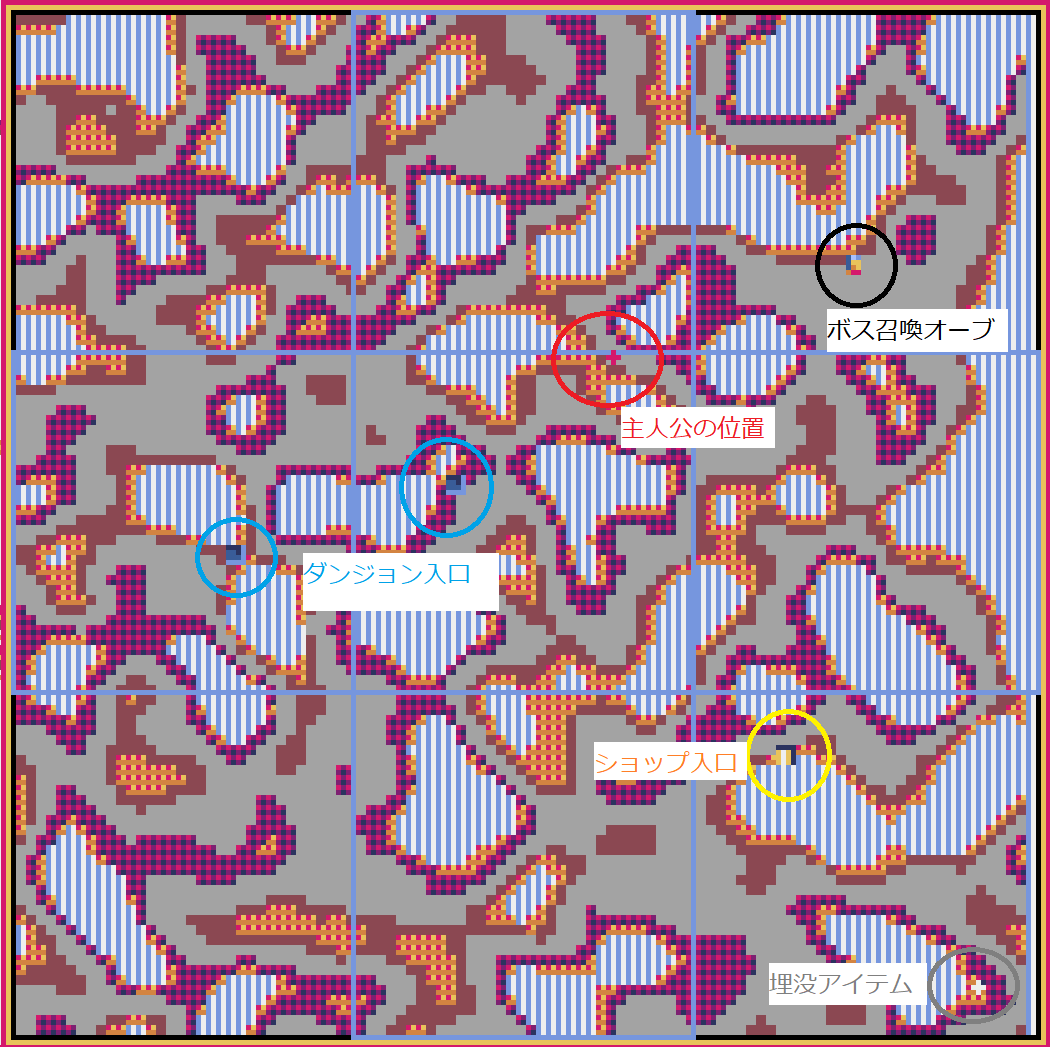 ボス召喚オーブ
主人公の位置
ダンジョン入口
ショップ入口
埋没アイテム